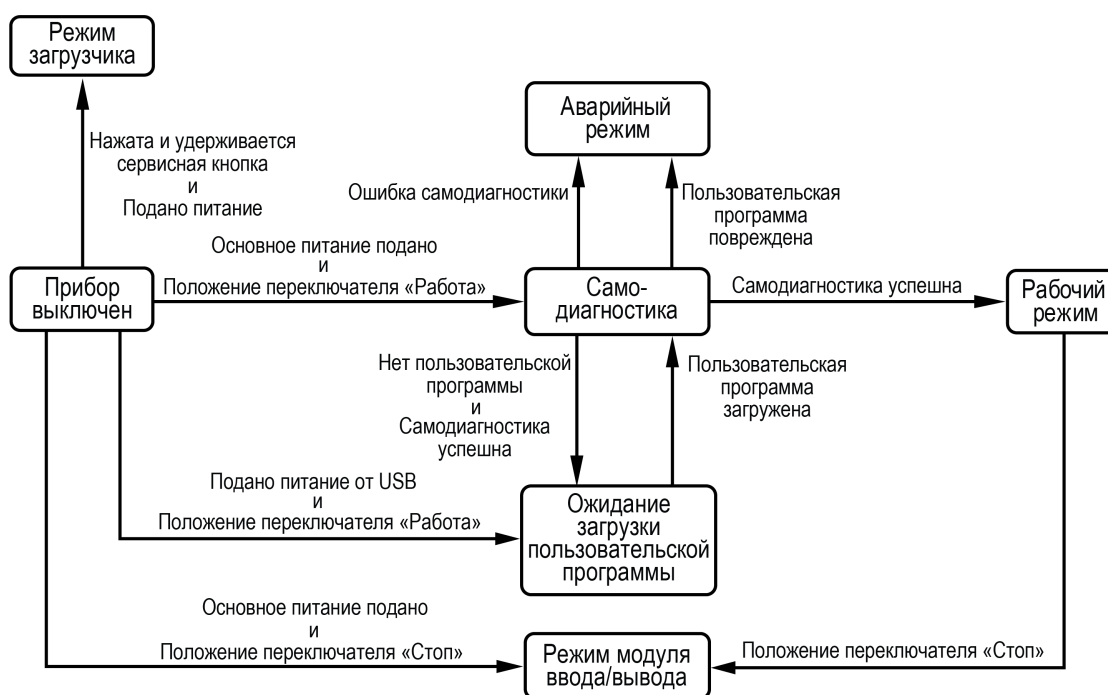 Режим
загрузчика
Аварийный
режим
Нажата и удерживается
сервисная кнопка
и
Подано питание
Ошибка самодиагностики
Пользовательская
программа
повреждена
Основное питание подано
и
Положение переключателя «Работа»
Прибор
выключен
Само-
диагностика
Самодиагностика успешна
Рабочий
режим
Нет пользовательской
программы
и
Самодиагностика
успешна
Пользовательская
программа
загружена
Подано питание от USB
и
Положение переключателя «Работа»
Ожидание
загрузки
пользовательской
программы
Основное питание подано
и
Положение переключателя «Стоп»
Режим модуля
ввода/вывода
Положение переключателя «Стоп»